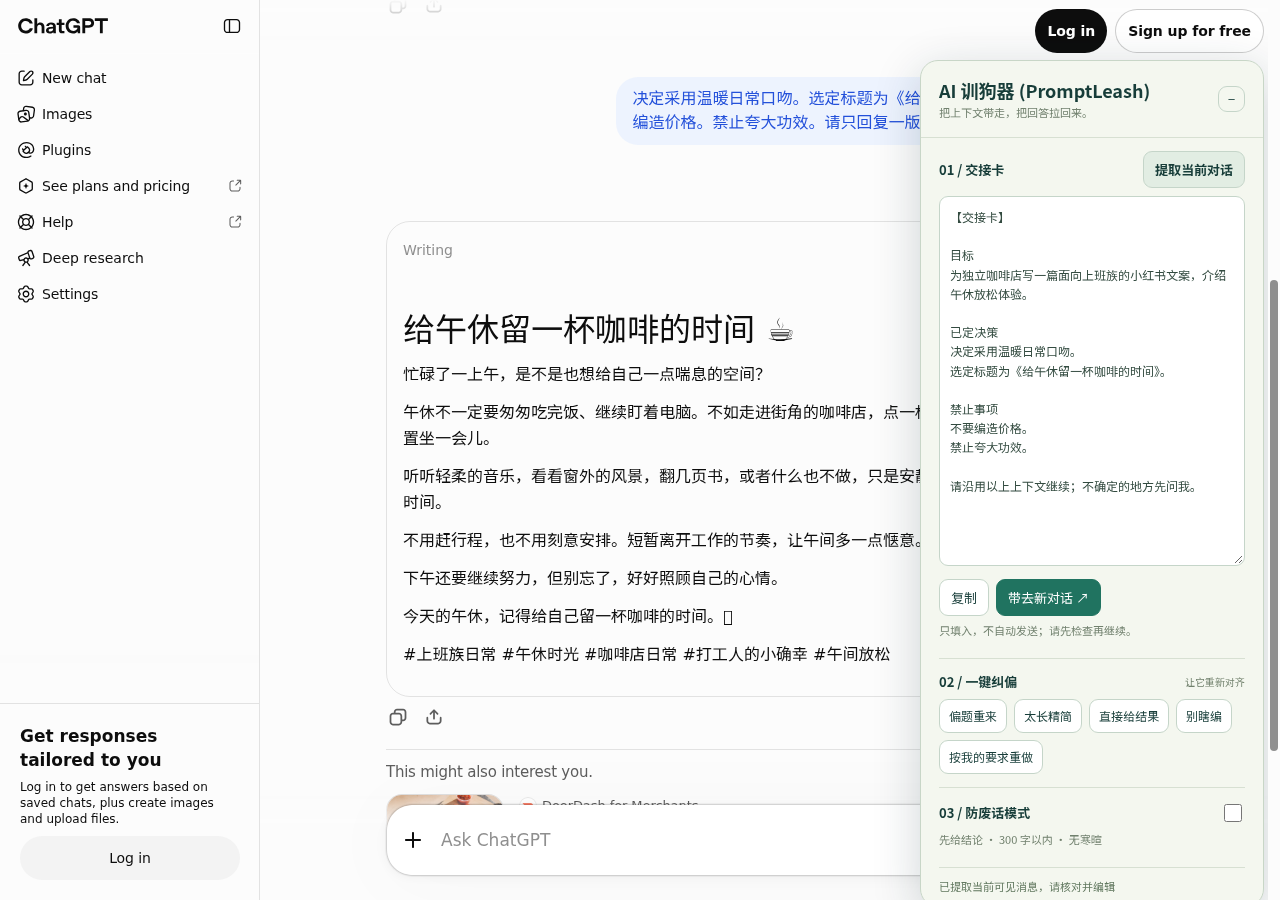 ChatGPT
New chat
Images
Plugins
See plans and pricing
Help
Deep research
Settings
Get responses
tailored to you
Log in to get answers based on
saved chats, plus create images
and upload files.
Log in
Log in
Sign up for free
决定采用温暖日常口吻。选定标题为《给
编造价格。禁止夸大功效。请只回复一版
Writing
给午休留一杯咖啡的时间 ☕
忙碌了一上午，是不是也想给自己一点喘息的空间？
午休不一定要匆匆吃完饭、继续盯着电脑。不如走进街角的咖啡店，点一
置坐一会儿。
听听轻柔的音乐，看看窗外的风景，翻几页书，或者什么也不做，只是安
时间。
不用赶行程，也不用刻意安排。短暂离开工作的节奏，让午间多一点惬意。
下午还要继续努力，但别忘了，好好照顾自己的心情。
今天的午休，记得给自己留一杯咖啡的时间。
#上班族日常 #午休时光 #咖啡店日常 #打工人的小确幸 #午间放松
This might also interest you.
DoorDash for Merchants
Ask ChatGPT
AI 训狗器 (PromptLeash)
把上下文带走，把回答拉回来。
01 / 交接卡
提取当前对话
【交接卡】
目标
为独立咖啡店写一篇面向上班族的小红书文案，介绍
午休放松体验。
已定决策
决定采用温暖日常口吻。
选定标题为《给午休留一杯咖啡的时间》。
禁止事项
不要编造价格。
禁止夸大功效。
请沿用以上上下文继续；不确定的地方先问我。
复制
带去新对话 ↗
只填入，不自动发送；请先检查再继续。
02 / 一键纠偏
让它重新对齐
偏题重来
太长精简
直接给结果
别瞎编
按我的要求重做
03 / 防废话模式
先给结论 · 300 字以内 · 无寒暄
已提取当前可见消息，请核对并编辑